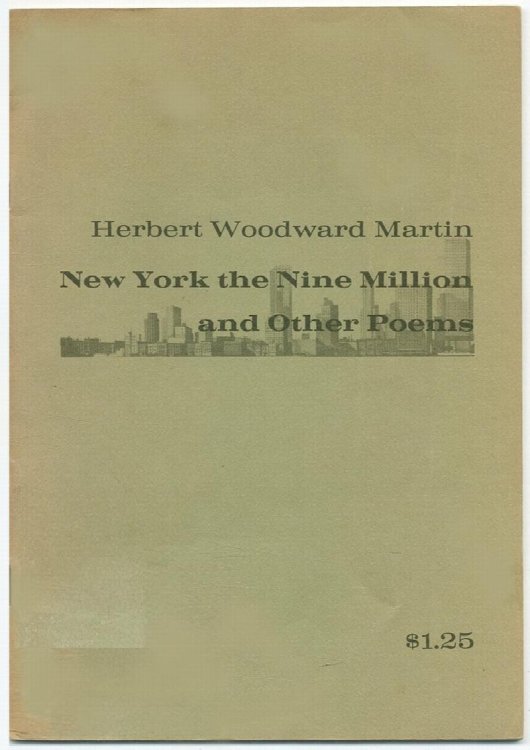 Herbert Woodward Martin
New York the Nine Million
and Other Poems
$1.25